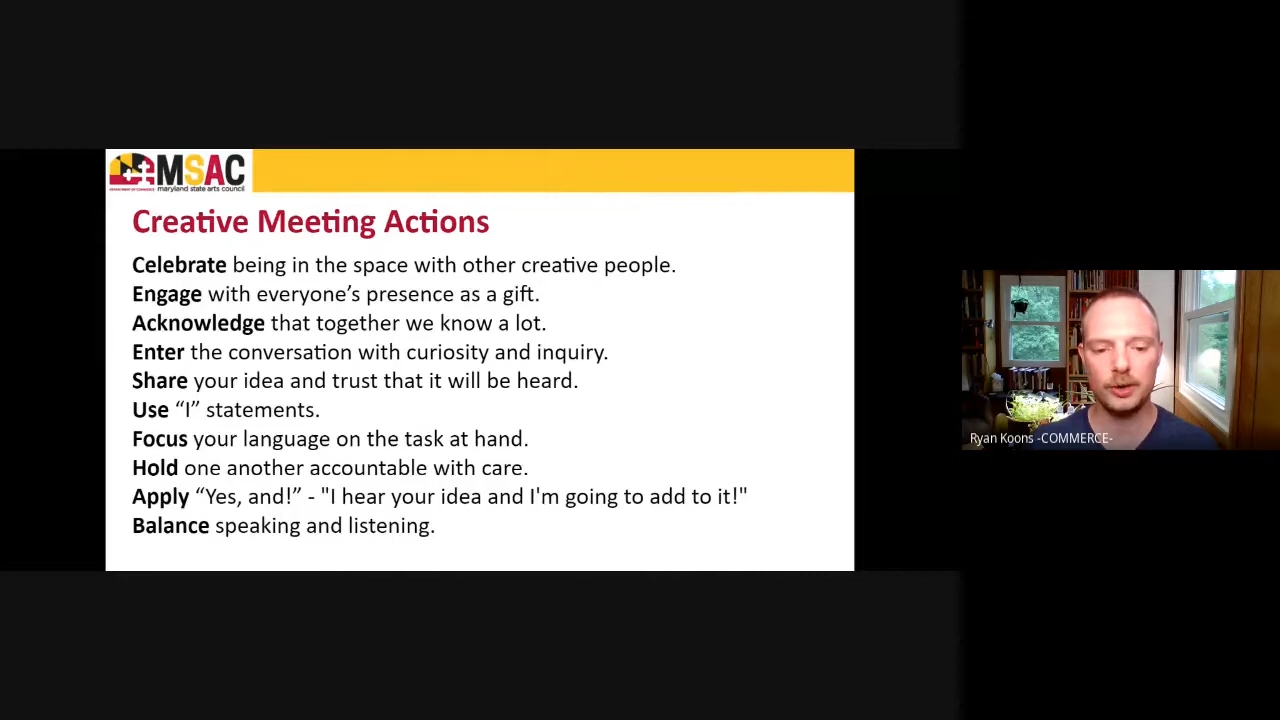 MSAC
DEPARTMENT OF COMMERCE
maryland state arts council
Creative Meeting Actions
Celebrate being in the space with other creative people.
Engage with everyone’s presence as a gift.
Acknowledge that together we know a lot.
Enter the conversation with curiosity and inquiry.
Share your idea and trust that it will be heard.
Use “I” statements.
Focus your language on the task at hand.
Hold one another accountable with care.
Apply “Yes, and!” - "I hear your idea and I'm going to add to it!"
Balance speaking and listening.
Ryan Koons -COMMERCE-